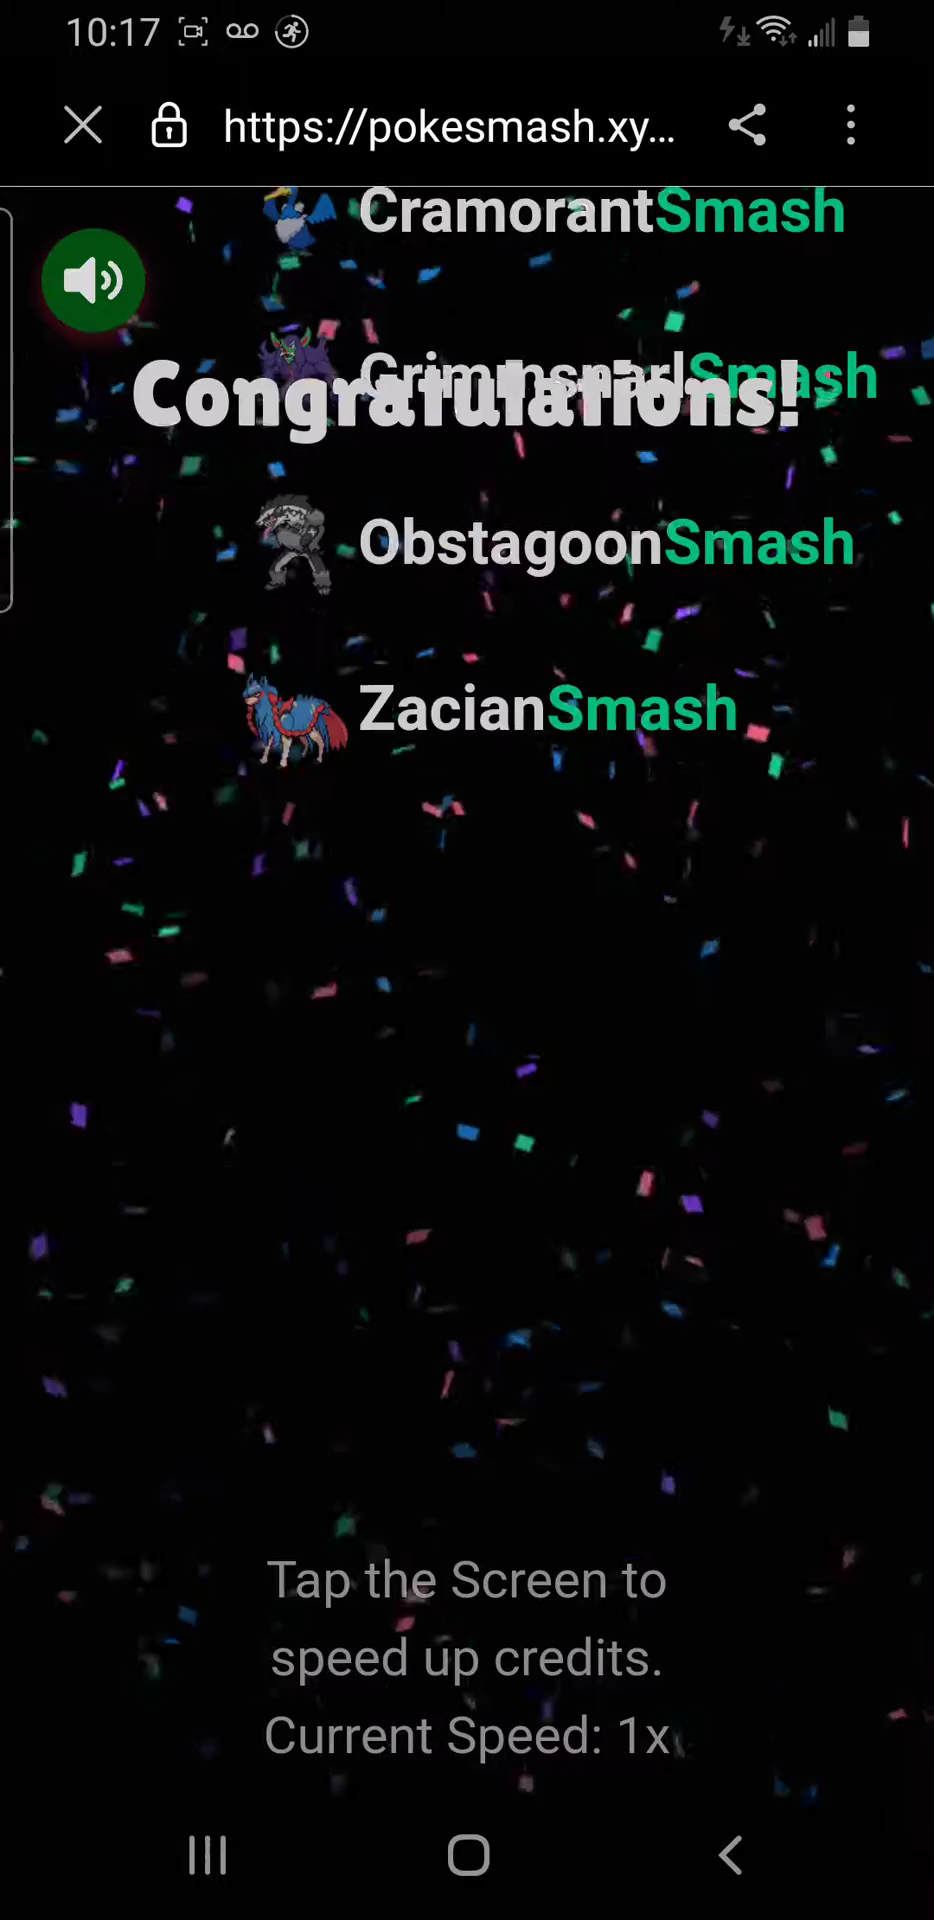 10:17
https://pokesmash.xy...
CramorantSmash
GrimmsnarlSmash
Congratulations!
ObstagoonSmash
ZacianSmash
Tap the Screen to
speed up credits.
Current Speed: 1x